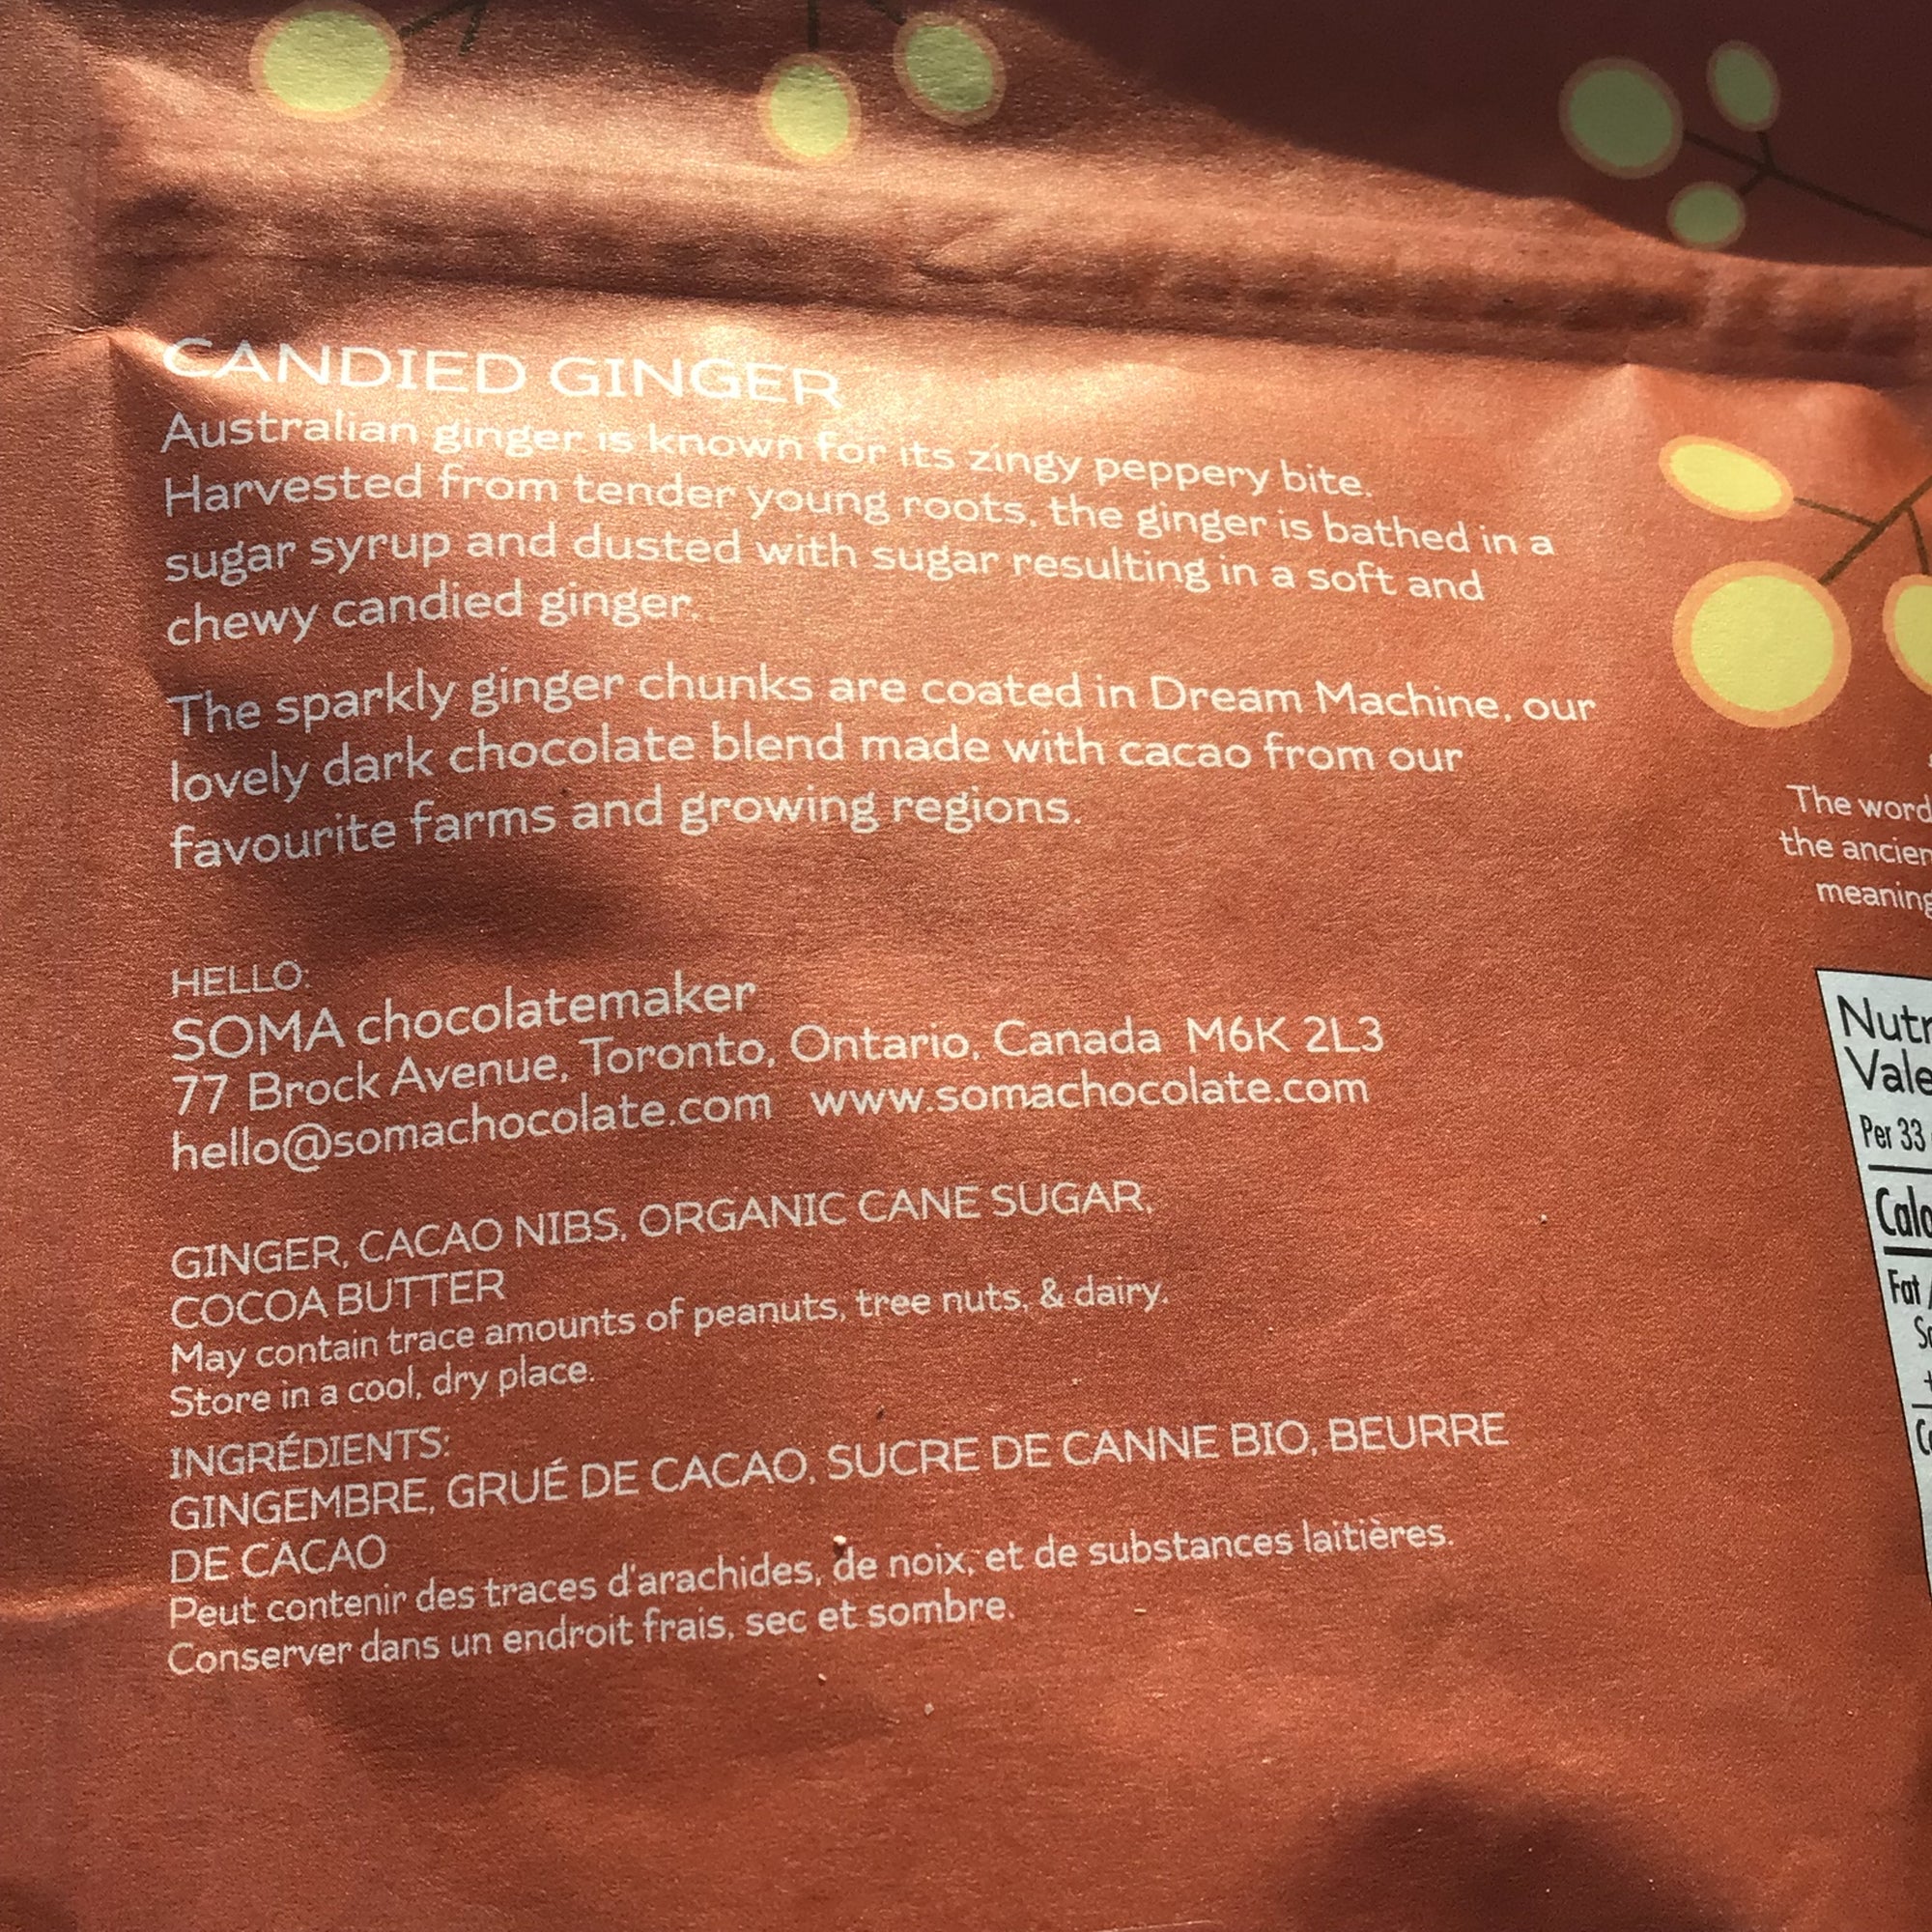 CANDIED GINGER
Australian ginger is known for its zingy peppery bite.
Harvested from tender young roots, the ginger is bathed in a
sugar syrup and dusted with sugar resulting in a soft and
chewy candied ginger.
The sparkly ginger chunks are coated in Dream Machine, our
lovely dark chocolate blend made with cacao from our
favourite farms and growing regions.
HELLO:
SOMA chocolatemaker
77 Brock Avenue, Toronto, Ontario, Canada M6K 2L3
hello@somachocolate.com www.somachocolate.com
GINGER, CACAO NIBS, ORGANIC CANE SUGAR,
COCOA BUTTER
May contain trace amounts of peanuts, tree nuts, & dairy.
Store in a cool, dry place.
INGRÉDIENTS:
GINGEMBRE, GRUÉ DE CACAO, SUCRE DE CANNE BIO, BEURRE
DE CACAO
Peut contenir des traces d'arachides, de noix, et de substances laitières.
Conserver dans un endroit frais, sec et sombre.
The word
the
Per 33
Fat